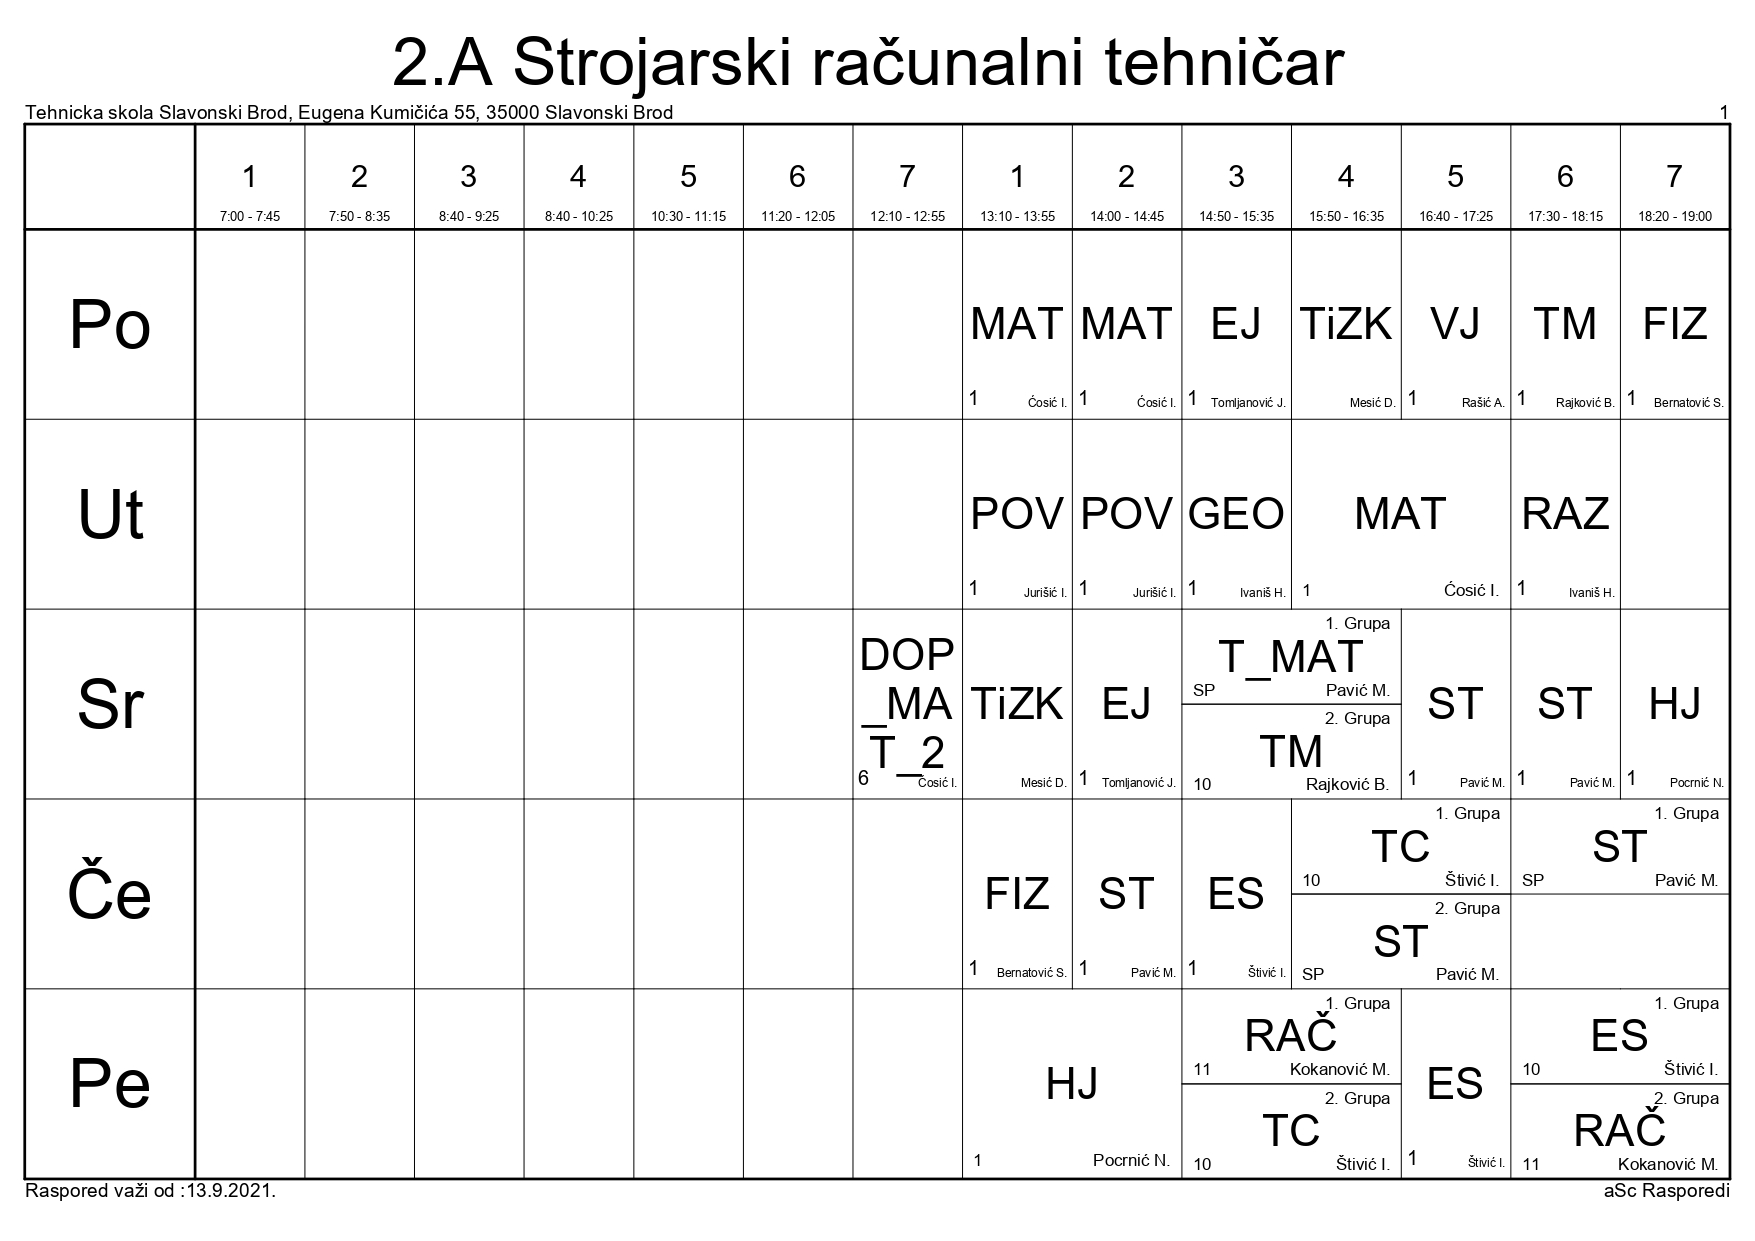 2.A Strojarski računalni tehničar
Tehnicka skola Slavonski Brod, Eugena Kumičića 55, 35000 Slavonski Brod 1
1 2 3 4 5 6 7 1 2 3 4 5 6 7
7:00 - 7:45 7:50 - 8:35 8:40 - 9:25 8:40 - 10:25 10:30 - 11:15 11:20 - 12:05 12:10 - 12:55 13:10 - 13:55 14:00 - 14:45 14:50 - 15:35 15:50 - 16:35 16:40 - 17:25 17:30 - 18:15 18:20 - 19:00
Po MAT MAT EJ TiZK VJ TM FIZ
1 Ćosić I. 1 Ćosić I. 1 Tomljanović J. Mesić D. 1 Rašić A. 1 Rajković B. 1 Bernatović S.
Ut POV POV GEO MAT RAZ
1 Jurišić I. 1 Jurišić I. 1 Ivaniš H. 1 Ćosić I. 1 Ivaniš H.
1. Grupa
DOP T_MAT
SP Pavić M.
Sr _MA TiZK EJ ST ST HJ
2. Grupa
T_2 TM
6 Ćosić I. Mesić D. 1 Tomljanović J. 10 Rajković B. 1 Pavić M. 1 Pavić M. 1 Pocrnić N.
1. Grupa 1. Grupa
TC ST
10 Štivić I. SP Pavić M.
Če FIZ ST ES
2. Grupa
ST
1 Bernatović S. 1 Pavić M. 1 Štivić I. SP Pavić M.
1. Grupa 1. Grupa
RAČ ES
11 Kokanović M. 10 Štivić I.
Pe HJ ES
2. Grupa 2. Grupa
TC RAČ
1 Pocrnić N. 10 Štivić I. 1 Štivić I. 11 Kokanović M.
Raspored važi od :13.9.2021. aSc Rasporedi